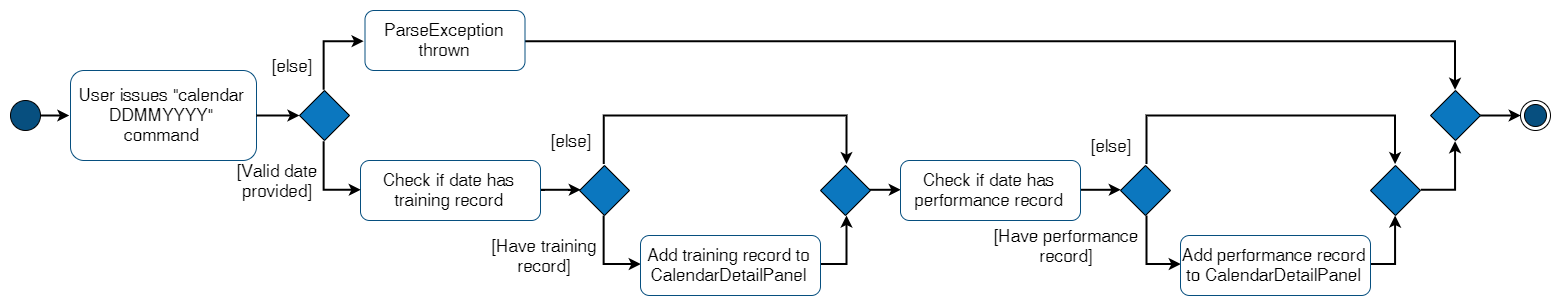 User issues "calendar
DDMMYYYY"
command
[else]
ParseException
thrown
[Valid date
provided]
Check if date has
training record
[else]
[Have training
record]
Add training record to
CalendarDetailPanel
Check if date has
performance record
[else]
[Have performance
record]
Add performance record
to CalendarDetailPanel